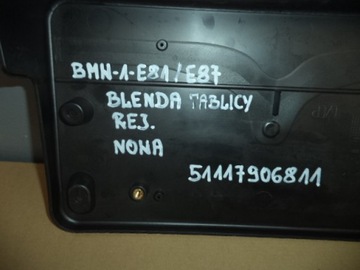 BMW-1-E81/E87
BLENDA TABLICY
REJ.
NOWA
51117906811